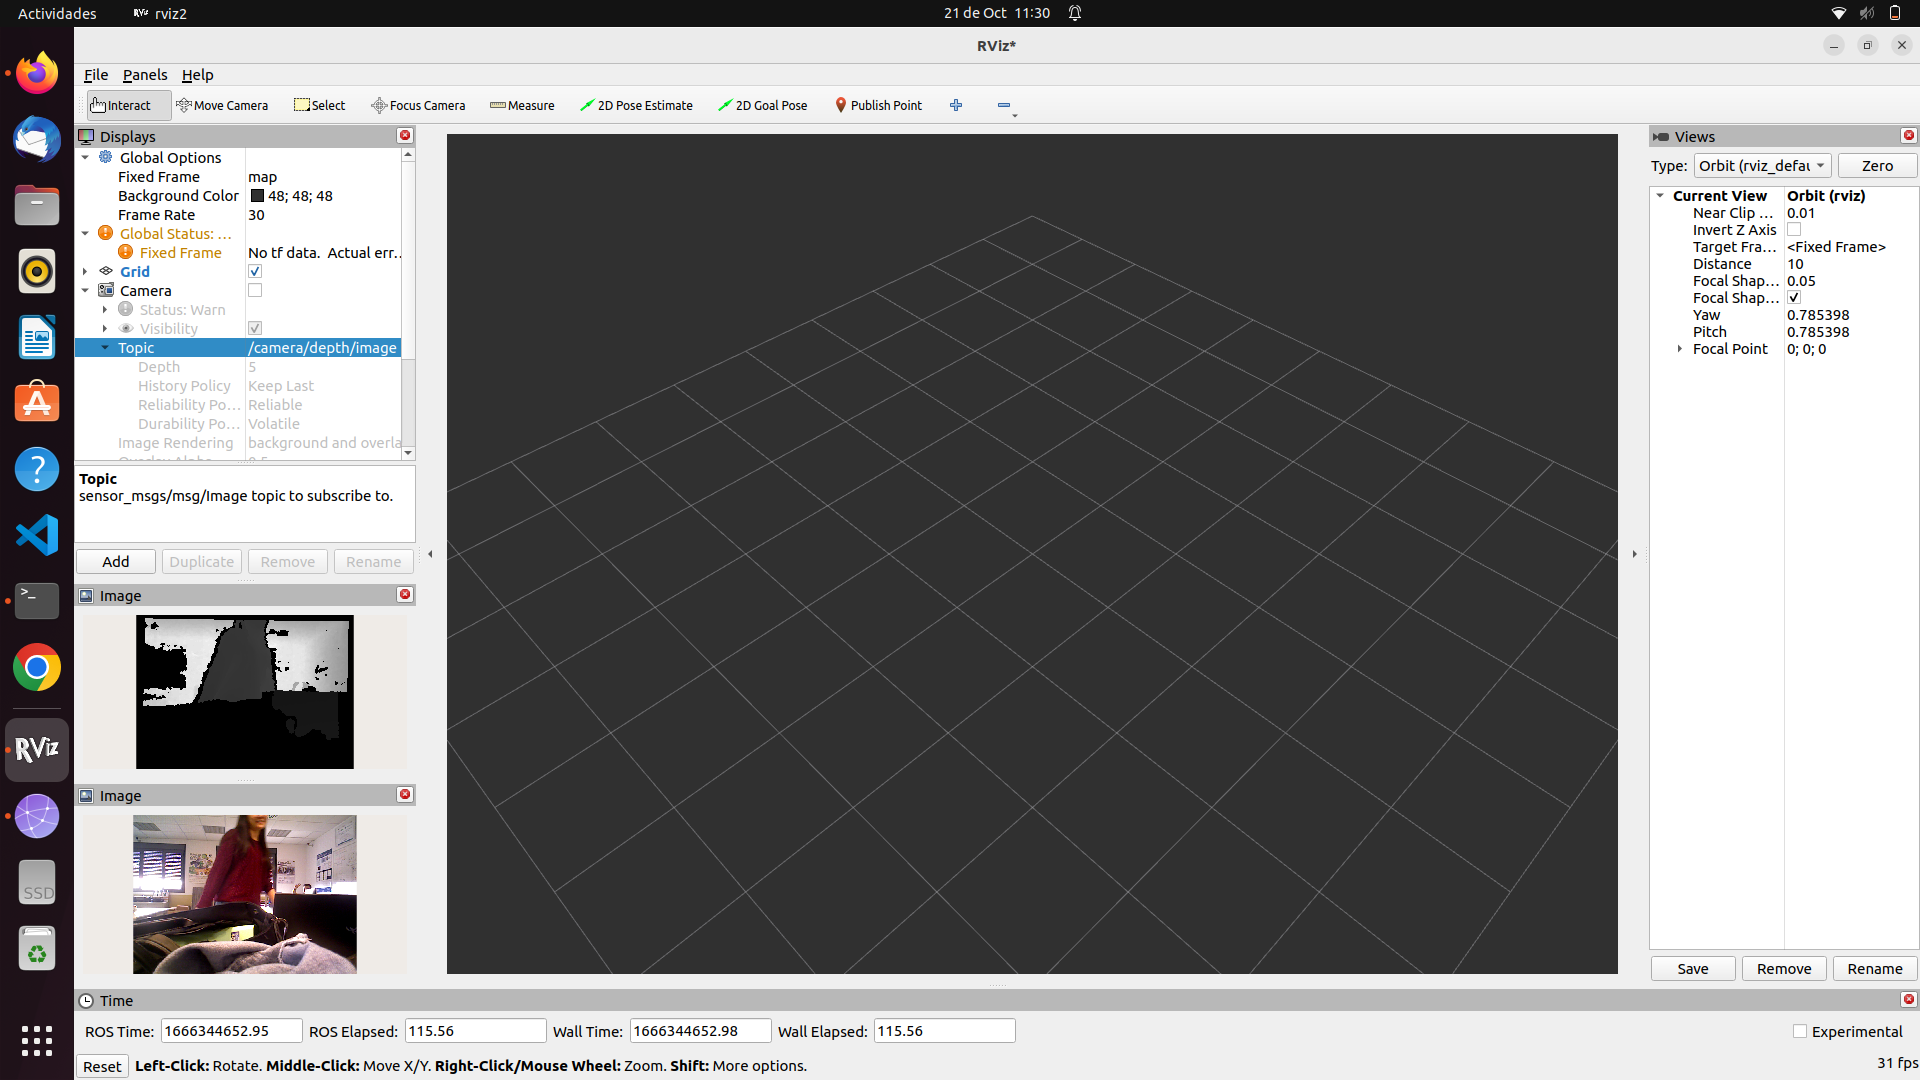 Actividades
rviz2
21 de Oct 11:30
RViz*
File Panels Help
Interact Move Camera Select Focus Camera Measure 2D Pose Estimate 2D Goal Pose Publish Point
Displays
Global Options
Fixed Frame map
Background Color 48; 48; 48
Frame Rate 30
Global Status: ...
Fixed Frame No tf data. Actual err...
Grid
Camera
Status: Warn
Visibility
Topic /camera/depth/image
Depth 5
History Policy Keep Last
Reliability Po... Reliable
Durability Po... Volatile
Image Rendering background and overla
Topic
sensor_msgs/msg/Image topic to subscribe to.
Add Duplicate Remove Rename
Image
Image
Views
Type: Orbit (rviz_defau Zero
Current View Orbit (rviz)
Near Clip ... 0.01
Invert Z Axis
Target Fra... <Fixed Frame>
Distance 10
Focal Shap... 0.05
Focal Shap...
Yaw 0.785398
Pitch 0.785398
Focal Point 0; 0; 0
Save Remove Rename
RViz
SSD
Time
ROS Time: 1666344652.95 ROS Elapsed: 115.56 Wall Time: 1666344652.98 Wall Elapsed: 115.56 Experimental
Reset Left-Click: Rotate. Middle-Click: Move X/Y. Right-Click/Mouse Wheel: Zoom. Shift: More options. 31 fps